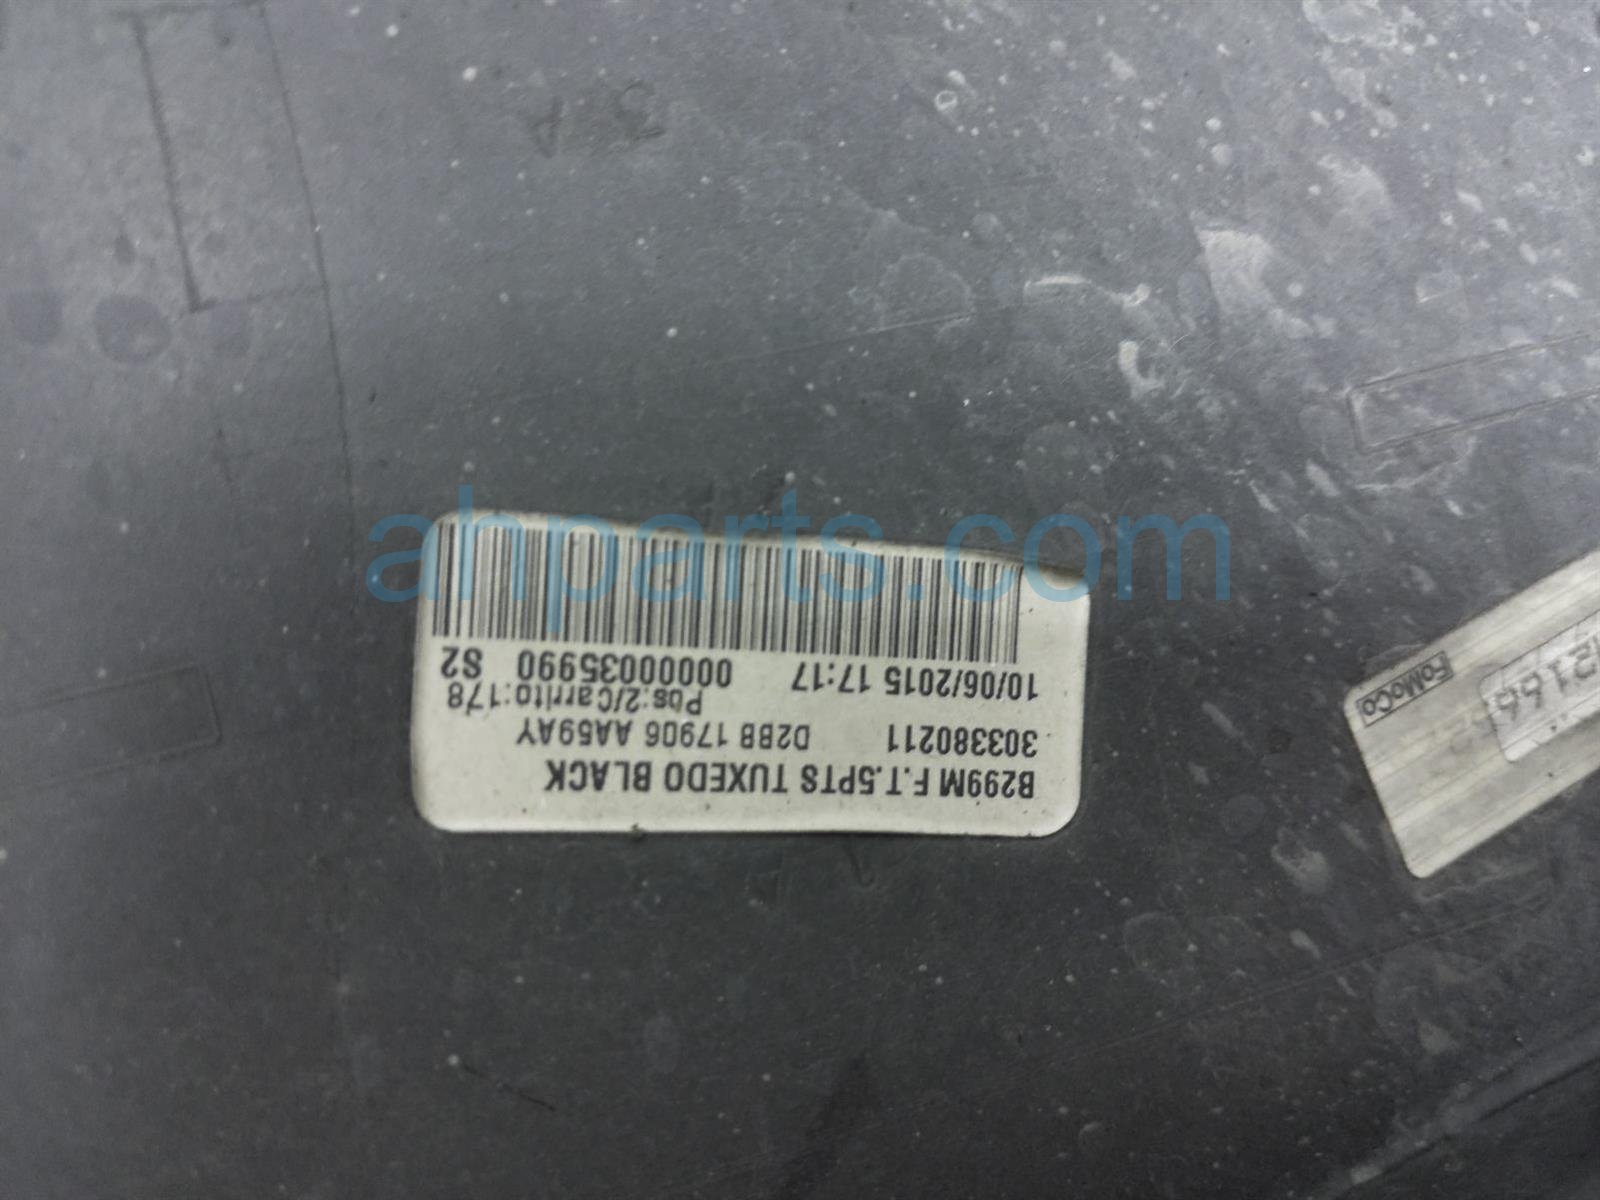 B299M F.T.5PTS TUXEDO BLACK
303380211 D2BB 17906 AA59AY
Pos:2/Carrito:178
10/06/2015 17:17 0000035990 S2
FoMoCo
ahparts.com